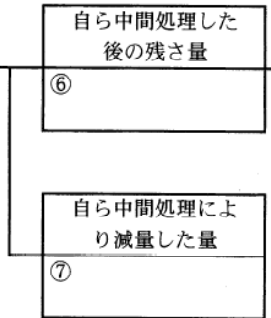 自ら中間処理した
後の残さ量
⑥
自ら中間処理によ
り減量した量
⑦